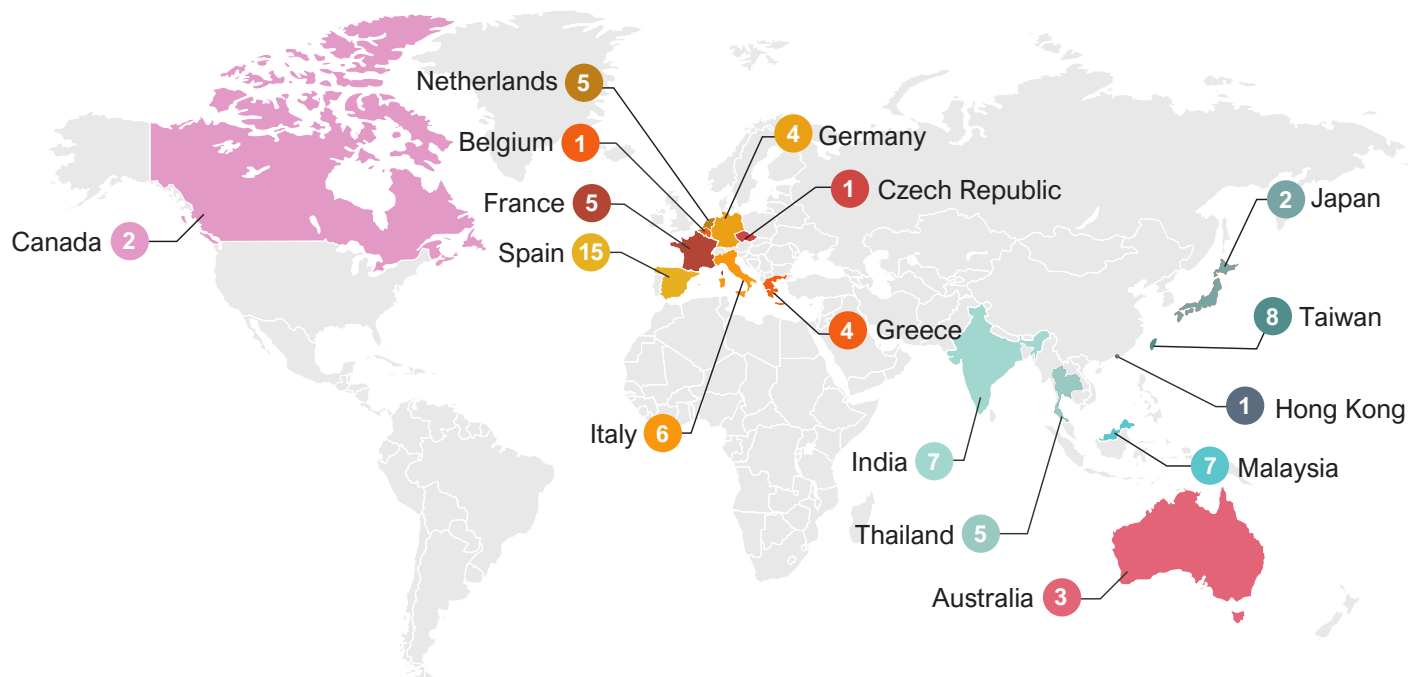 Netherlands 5
Belgium 1
France 5
Spain 15
Canada 2
4 Germany
1 Czech Republic
4 Greece
Italy 6
2 Japan
8 Taiwan
1 Hong Kong
India 7
7 Malaysia
Thailand 5
Australia 3